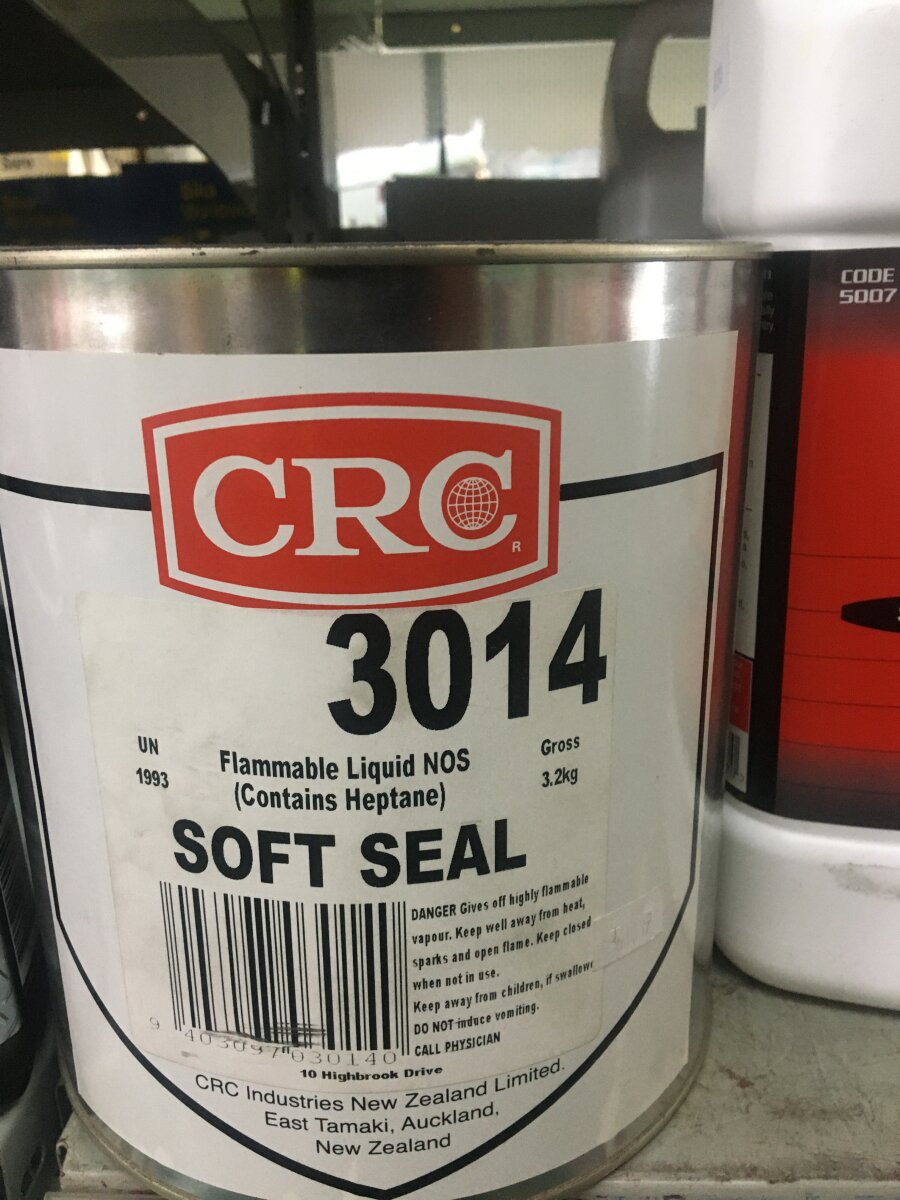 CODE
5007
CRC
R
3014
UN
1993
Flammable Liquid NOS
(Contains Heptane)
Gross
3.2kg
SOFT SEAL
DANGER Gives off highly flammable
vapour. Keep well away from heat,
sparks and open flame. Keep closed
when not in use.
Keep away from children, if swallowe
DO NOT induce vomiting.
CALL PHYSICIAN
9 403097 030140
10 Highbrook Drive
CRC Industries New Zealand Limited.
East Tamaki, Auckland,
New Zealand